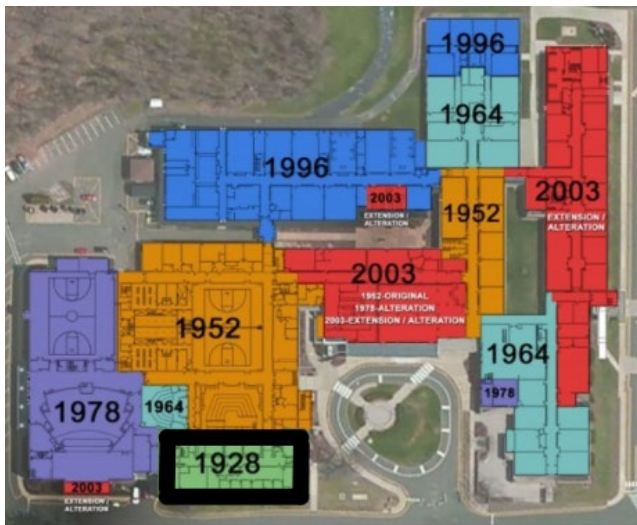 1996
1964
1996
2003
EXTENSION /
ALTERATION
2003
EXTENSION /
ALTERATION
1952
2003
1952-ORIGINAL
1978-ALTERATION
2003-EXTENSION / ALTERATION
1952
1964
1978
1978
1964
1928
2003
EXTENSION /
ALTERATION